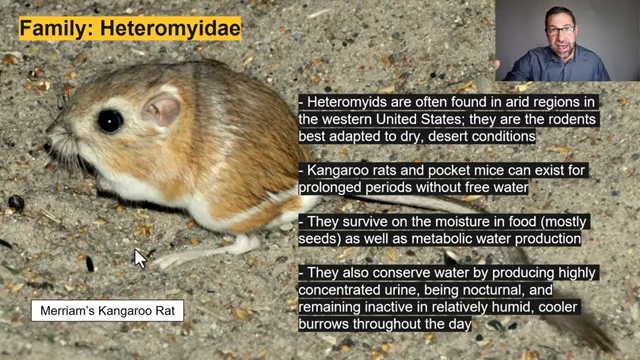 Family: Heteromyidae
- Heteromyids are often found in arid regions in
the western United States; they are the rodents
best adapted to dry, desert conditions
- Kangaroo rats and pocket mice can exist for
prolonged periods without free water
- They survive on the moisture in food (mostly
seeds) as well as metabolic water production
- They also conserve water by producing highly
concentrated urine, being nocturnal, and
remaining inactive in relatively humid, cooler
burrows throughout the day
Merriam's Kangaroo Rat